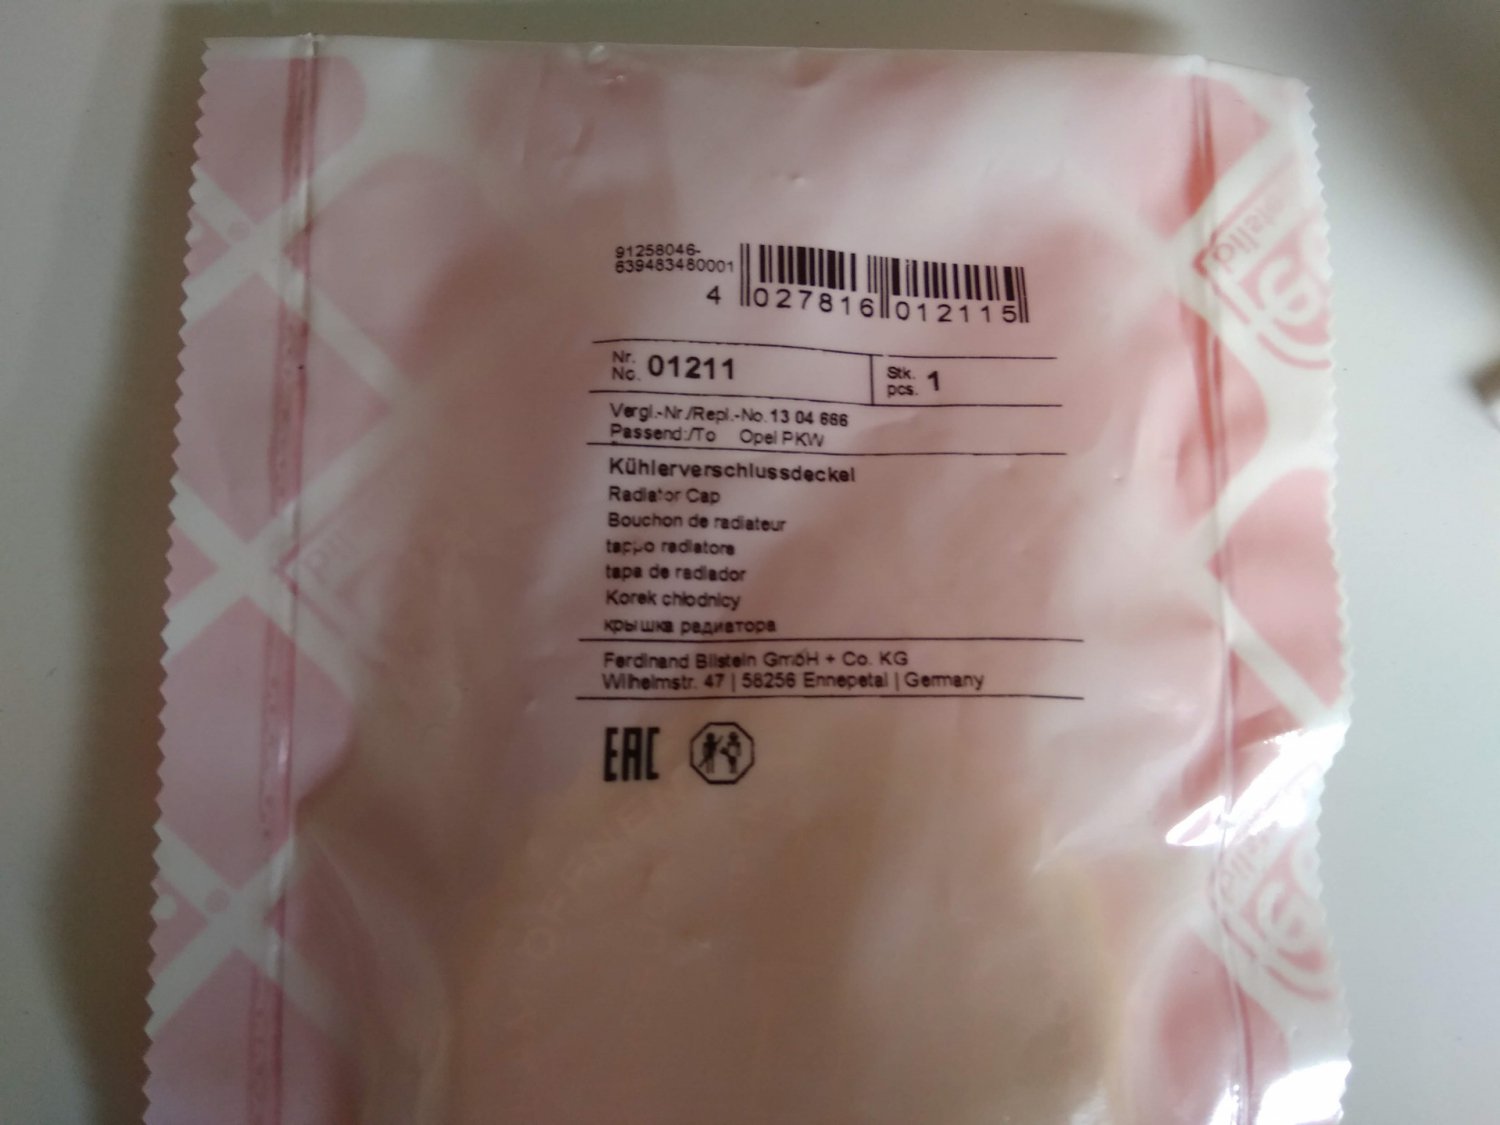 91258046-
639483480001
4 027816 012115
Nr.
No. 01211
Stk.
pcs. 1
Vergl.-Nr./Repl.-No. 13 04 666
Passend:/To Opel PKW
Kühlerverschlussdeckel
Radiator Cap
Bouchon de radiateur
tappo radiatore
tapa de radiador
Korek chłodnicy
крышка радиатора
Ferdinand Bilstein GmbH + Co. KG
Wilhelmstr. 47 | 58256 Ennepetal | Germany
EAC